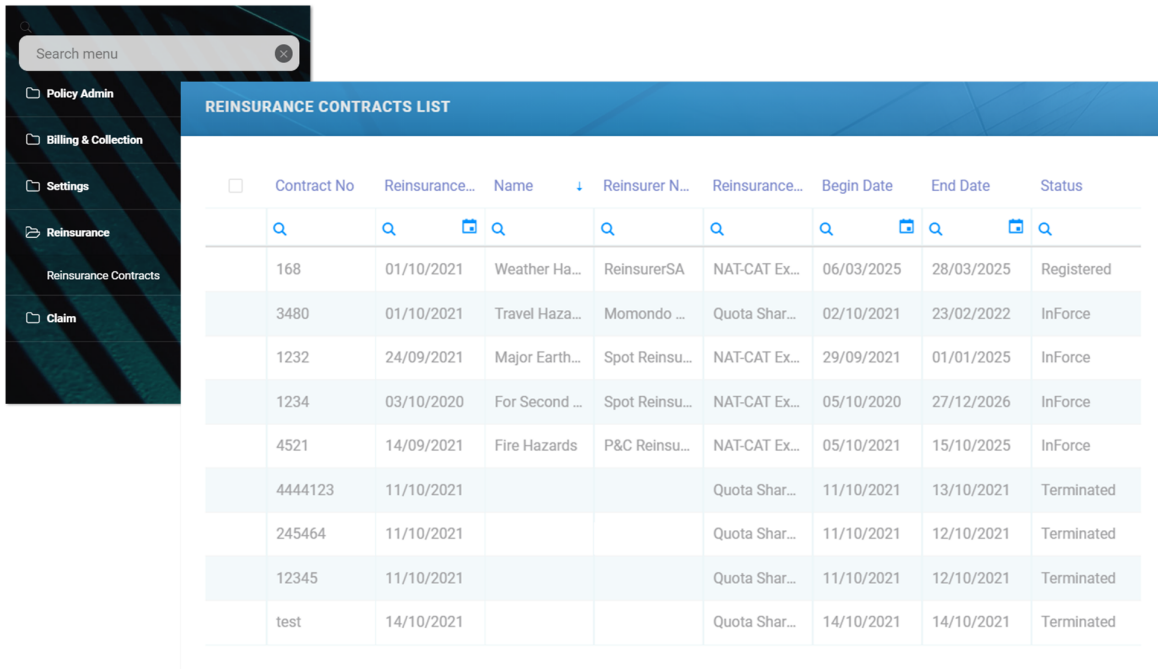 Search menu
Policy Admin
Billing & Collection
Settings
Reinsurance
Reinsurance Contracts
Claim
REINSURANCE CONTRACTS LIST
Contract No Reinsurance... Name Reinsurer N... Reinsurance... Begin Date End Date Status
168 01/10/2021 Weather Ha... ReinsurerSA NAT-CAT Ex... 06/03/2025 28/03/2025 Registered
3480 01/10/2021 Travel Haza... Momondo ... Quota Shar... 02/10/2021 23/02/2022 InForce
1232 24/09/2021 Major Earth... Spot Reinsu... NAT-CAT Ex... 29/09/2021 01/01/2025 InForce
1234 03/10/2020 For Second ... Spot Reinsu... NAT-CAT Ex... 05/10/2020 27/12/2026 InForce
4521 14/09/2021 Fire Hazards P&C Reinsu... NAT-CAT Ex... 05/10/2021 15/10/2025 InForce
4444123 11/10/2021 Quota Shar... 11/10/2021 13/10/2021 Terminated
245464 11/10/2021 Quota Shar... 11/10/2021 12/10/2021 Terminated
12345 11/10/2021 Quota Shar... 11/10/2021 12/10/2021 Terminated
test 14/10/2021 Quota Shar... 14/10/2021 14/10/2021 Terminated